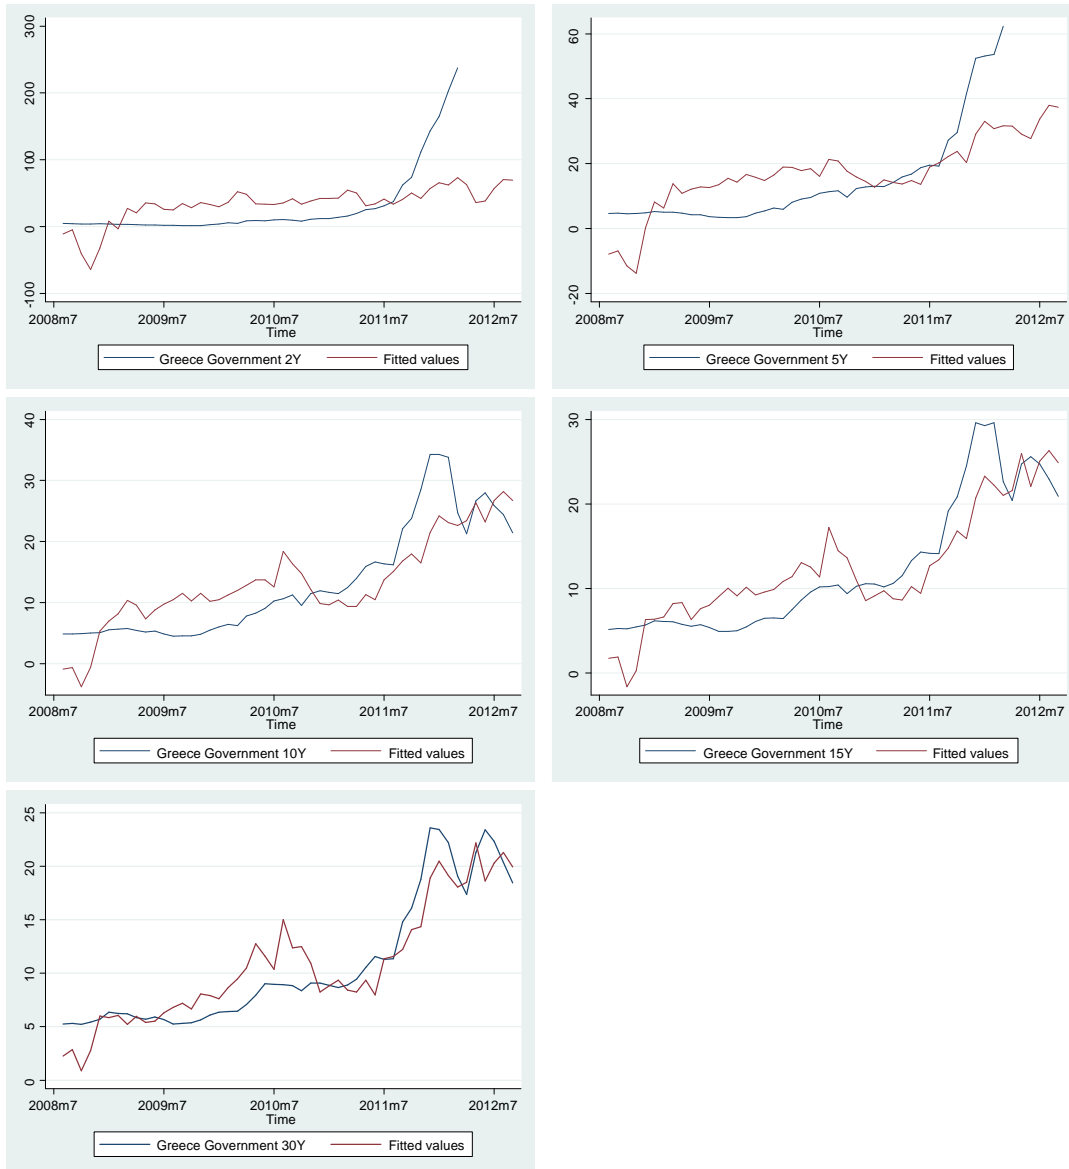 300
200
100
0
-100
2008m7 2009m7 2010m7 2011m7 2012m7
Time
Greece Government 2Y Fitted values
60
40
20
0
-20
2008m7 2009m7 2010m7 2011m7 2012m7
Time
Greece Government 5Y Fitted values
40
30
20
10
0
2008m7 2009m7 2010m7 2011m7 2012m7
Time
Greece Government 10Y Fitted values
30
20
10
0
2008m7 2009m7 2010m7 2011m7 2012m7
Time
Greece Government 15Y Fitted values
25
20
15
10
5
0
2008m7 2009m7 2010m7 2011m7 2012m7
Time
Greece Government 30Y Fitted values